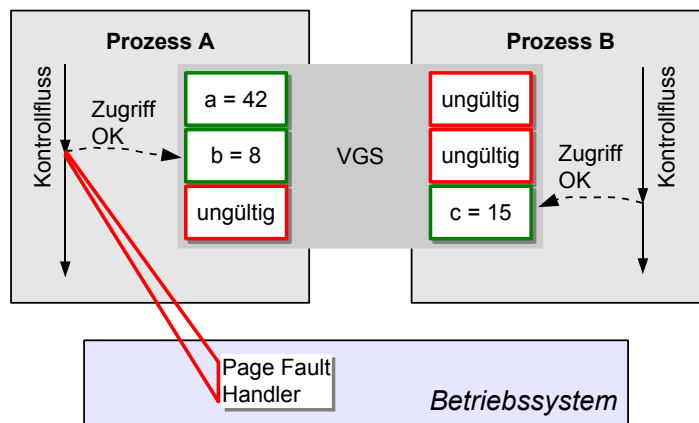 Prozess A
Prozess B
Kontrollfluss
Zugriff
OK
a = 42
b = 8
ungültig
VGS
ungültig
ungültig
c = 15
Zugriff
OK
Kontrollfluss
Page Fault
Handler
Betriebssystem